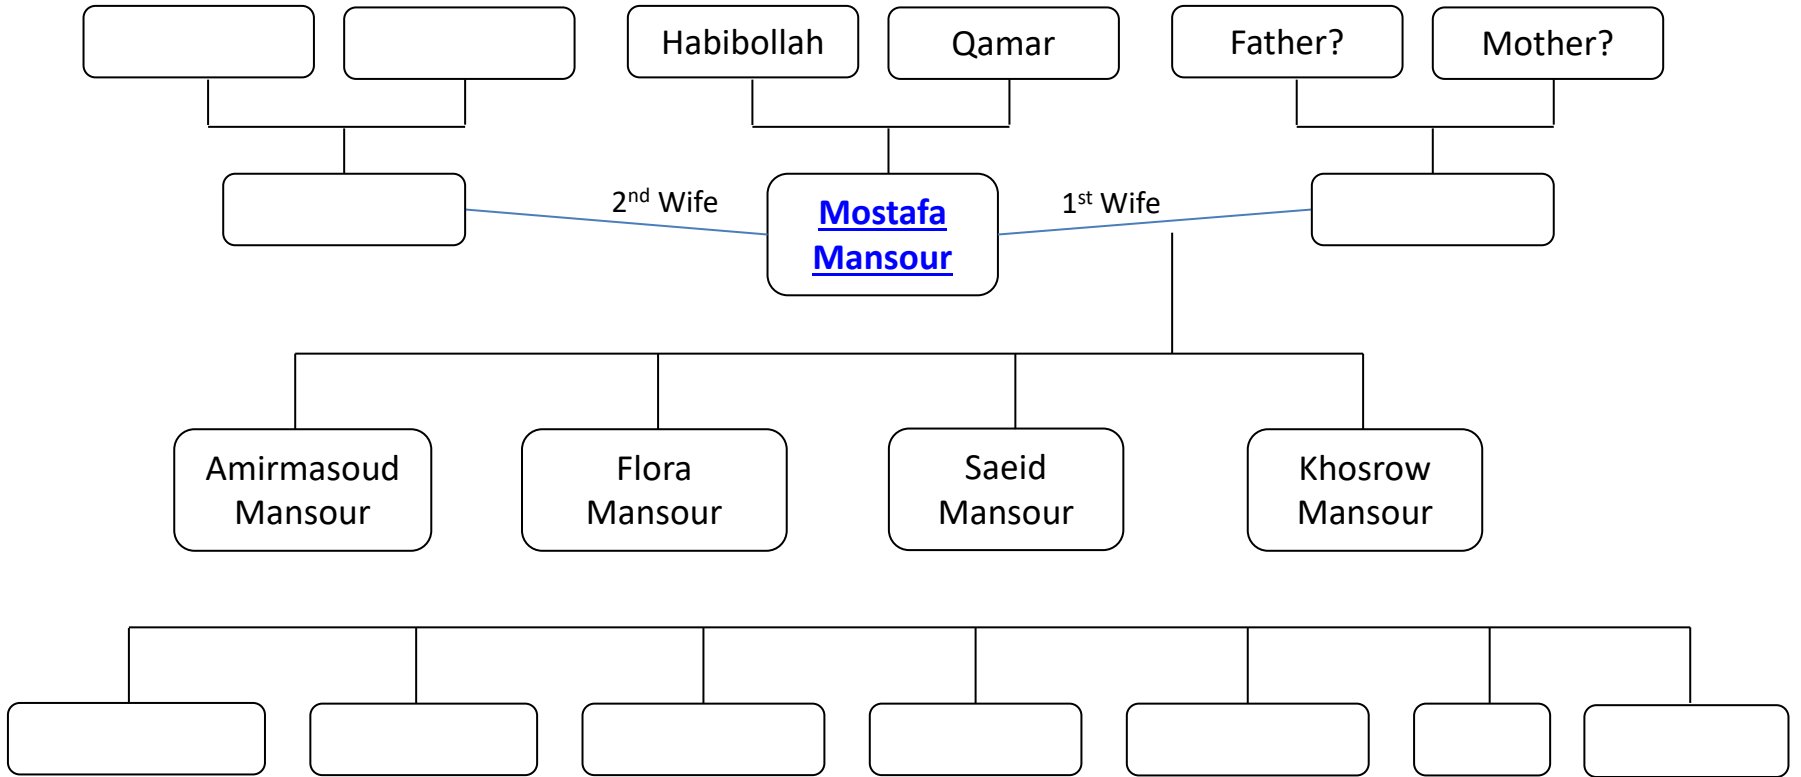 Habibollah
Qamar
Father?
Mother?
2nd Wife
Mostafa
Mansour
1st Wife
Amirmasoud
Mansour
Flora
Mansour
Saeid
Mansour
Khosrow
Mansour